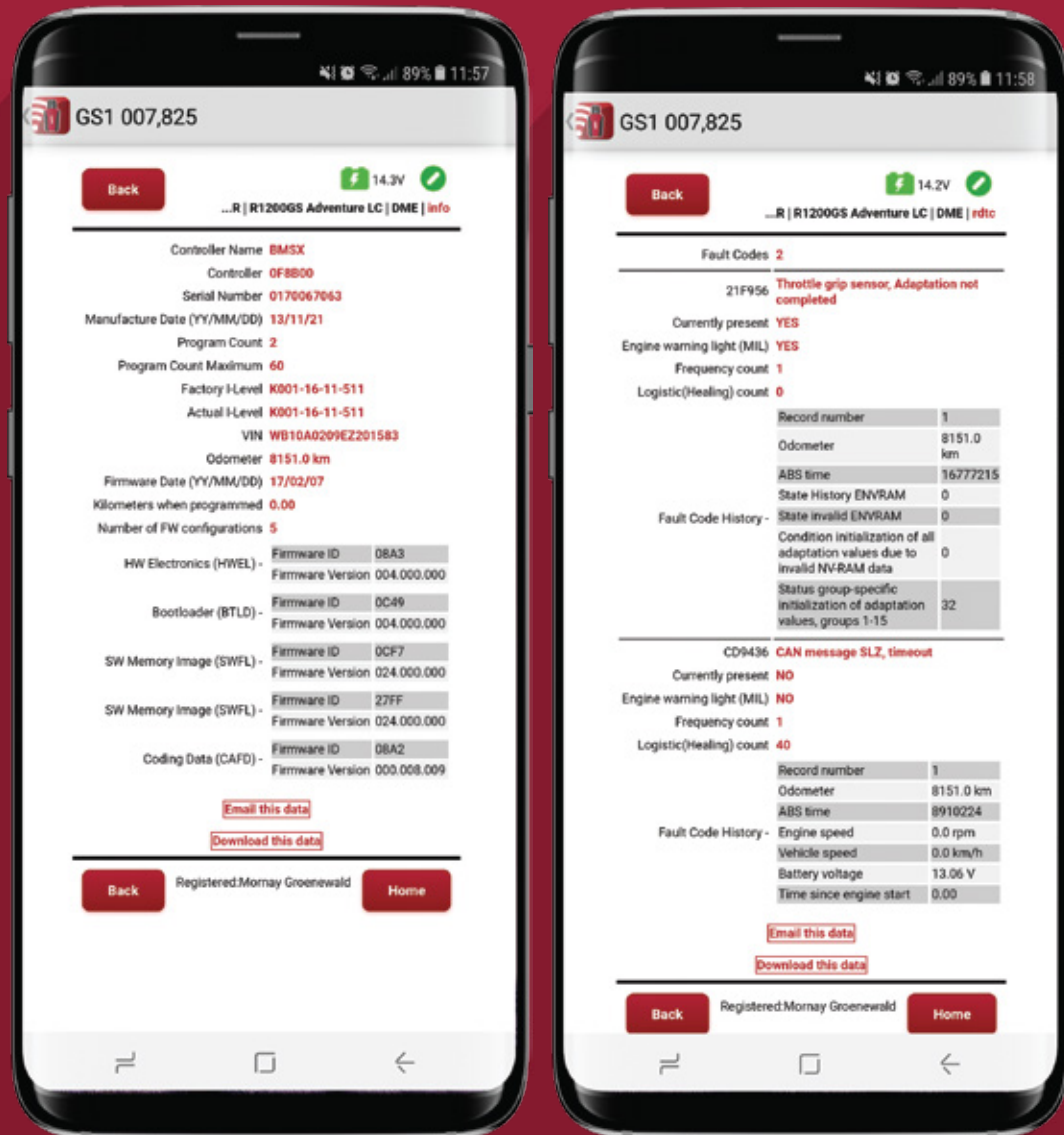 89% 11:57
GS1 007,825
Back
14.3V
...R | R1200GS Adventure LC | DME | info
Controller Name BMSX
Controller 0F8B00
Serial Number 0170067063
Manufacture Date (YY/MM/DD) 13/11/21
Program Count 2
Program Count Maximum 60
Factory I-Level K001-16-11-511
Actual I-Level K001-16-11-511
VIN WB10A0209EZ201583
Odometer 8151.0 km
Firmware Date (YY/MM/DD) 17/02/07
Kilometers when programmed 0.00
Number of FW configurations 5
HW Electronics (HWEL) -
Firmware ID 08A3
Firmware Version 004.000.000
Bootloader (BTLD) -
Firmware ID 0C49
Firmware Version 004.000.000
SW Memory Image (SWFL) -
Firmware ID 0CF7
Firmware Version 024.000.000
SW Memory Image (SWFL) -
Firmware ID 27FF
Firmware Version 024.000.000
Coding Data (CAFD) -
Firmware ID 08A2
Firmware Version 000.008.009
Email this data
Download this data
Back Registered:Mornay Groenewald Home
89% 11:58
GS1 007,825
Back
14.2V
...R | R1200GS Adventure LC | DME | rdtc
Fault Codes 2
21F956 Throttle grip sensor, Adaptation not
completed
Currently present YES
Engine warning light (MIL) YES
Frequency count 1
Logistic(Healing) count 0
Fault Code History -
Record number 1
Odometer 8151.0
km
ABS time 16777215
State History ENVRAM 0
State invalid ENVRAM 0
Condition initialization of all
adaptation values due to 0
invalid NV-RAM data
Status group-specific
initialization of adaptation 32
values, groups 1-15
CD9436 CAN message SLZ, timeout
Currently present NO
Engine warning light (MIL) NO
Frequency count 1
Logistic(Healing) count 40
Fault Code History -
Record number 1
Odometer 8151.0 km
ABS time 8910224
Engine speed 0.0 rpm
Vehicle speed 0.0 km/h
Battery voltage 13.06 V
Time since engine start 0.00
Email this data
Download this data
Back Registered:Mornay Groenewald Home